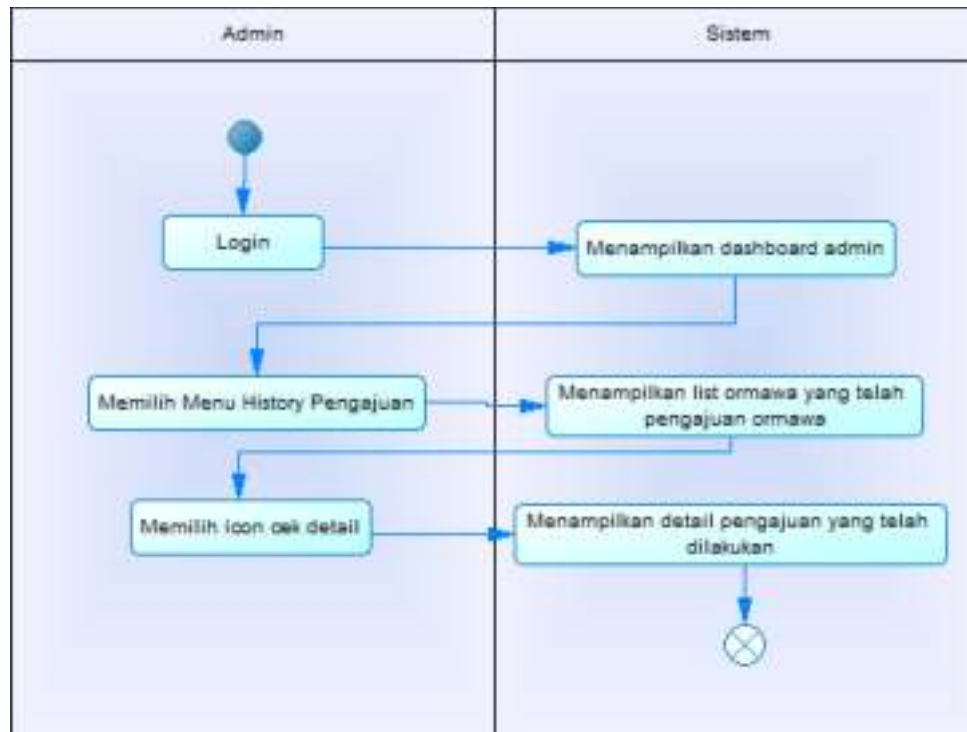 Admin
Sistem
Login
Menampilkan dashboard admin
Memilih Menu History Pengajuan
Menampilkan list ormawa yang telah
pengajuan ormawa
Memilih icon cek detail
Menampilkan detail pengajuan yang telah
dilakukan